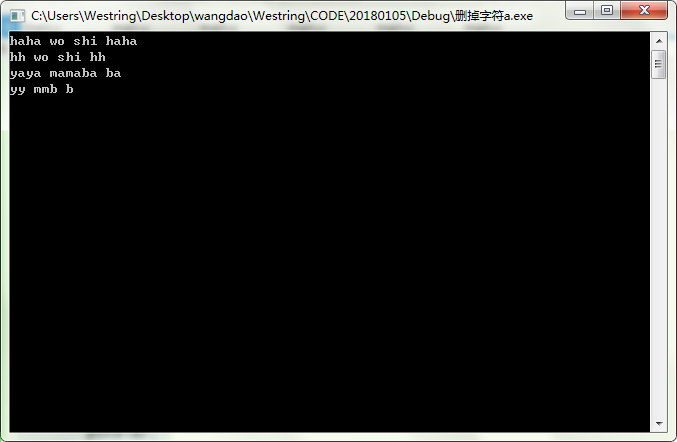 C:\Users\Westring\Desktop\wangdao\Westring\CODE\20180105\Debug\删掉字符a.exe
haha wo shi haha
hh wo shi hh
yaya mamaba ba
yy mmb b